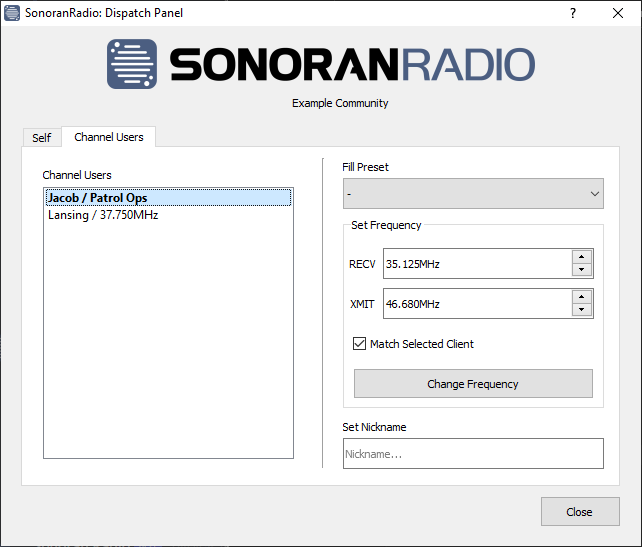 SonoranRadio: Dispatch Panel
?
SONORANRADIO
Example Community
Self
Channel Users
Channel Users
Jacob / Patrol Ops
Lansing / 37.750MHz
Fill Preset
-
Set Frequency
RECV 35.125MHz
XMIT 46.680MHz
Match Selected Client
Change Frequency
Set Nickname
Nickname...
Close